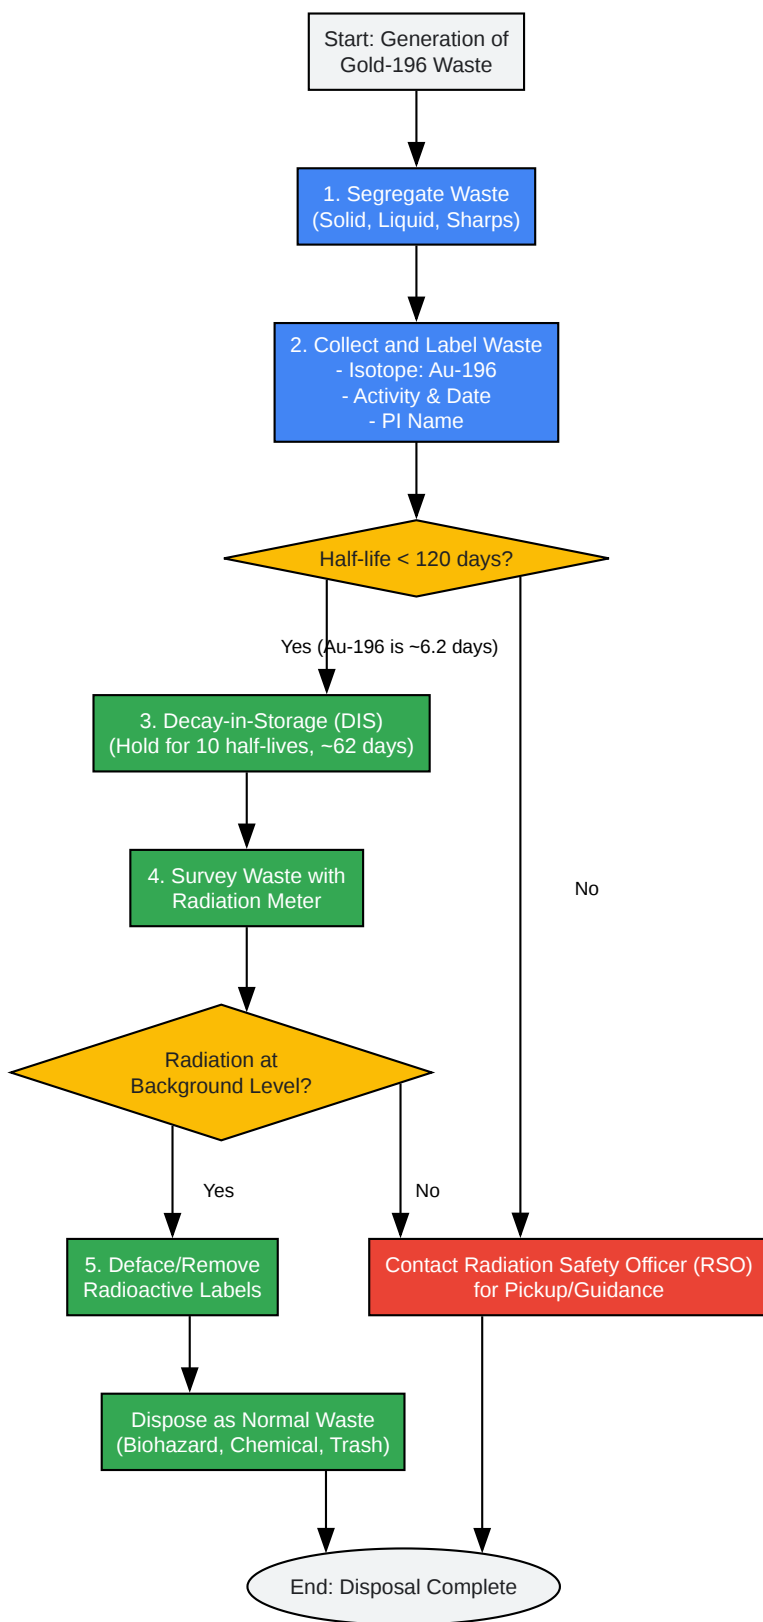 Start: Generation of
Gold-196 Waste
1. Segregate Waste
(Solid, Liquid, Sharps)
2. Collect and Label Waste
- Isotope: Au-196
- Activity & Date
- PI Name
Half-life < 120 days?
Yes (Au-196 is ~6.2 days)
3. Decay-in-Storage (DIS)
(Hold for 10 half-lives, ~62 days)
4. Survey Waste with
Radiation Meter
No
Radiation at
Background Level?
Yes
No
5. Deface/Remove
Radioactive Labels
Contact Radiation Safety Officer (RSO)
for Pickup/Guidance
Dispose as Normal Waste
(Biohazard, Chemical, Trash)
End: Disposal Complete